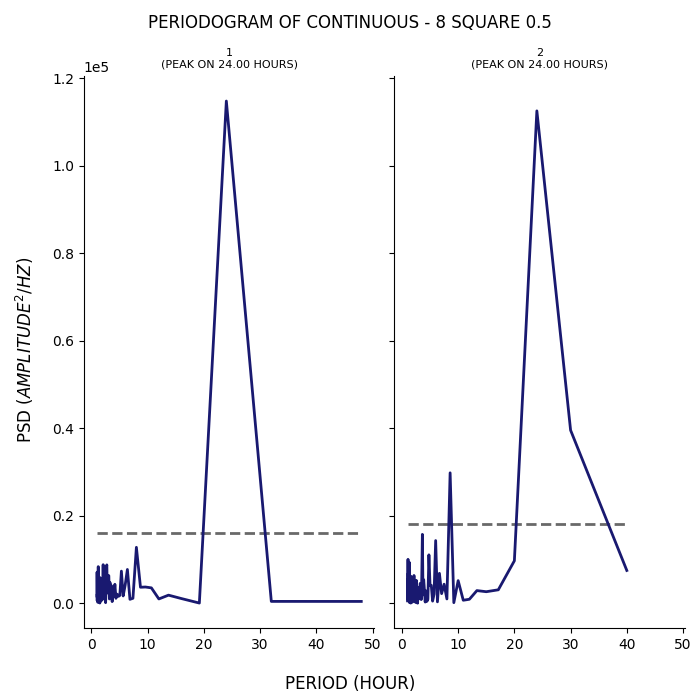 PERIODOGRAM OF CONTINUOUS - 8 SQUARE 0.5
1
(PEAK ON 24.00 HOURS)
2
(PEAK ON 24.00 HOURS)
1e5
1.2
1.0
0.8
0.6
0.4
0.2
0.0
PSD (AMPLITUDE²/HZ)
0 10 20 30 40 50
0 10 20 30 40 50
PERIOD (HOUR)